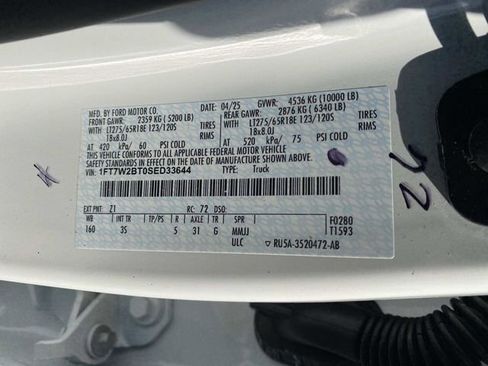 MFD. BY FORD MOTOR CO.
04/25 GVWR: 4536 KG (10000 LB)
FRONT GAWR: 2359 KG (5200 LB)
REAR GAWR: 2876 KG ( 6340 LB)
WITH LT275/65R18E 123/120S
WITH LT275/65R18E 123/120S
18x8.0J
18x8.0J
AT 420 kPa/ 60 PSI COLD
AT 520 kPa/ 75 PSI COLD
THIS VEHICLE CONFORMS TO ALL APPLICABLE FEDERAL MOTOR VEHICLE
SAFETY STANDARDS IN EFFECT ON THE DATE OF MANUFACTURE SHOWN ABOVE.
VIN: 1FT7W2BT0SED33644
TYPE: Truck
EXT PNT: Z1 RC: 72 DSO:
WB INT TR TP/PS R AXLE TR SPR
160 35 5 31 G MMJJ
ULC
F0280
T1593
RU5A-3520472-AB
72